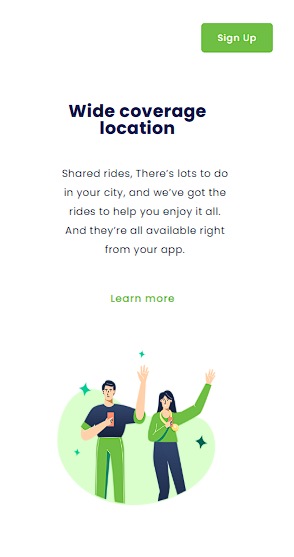 Sign Up
Wide coverage
location
Shared rides, There's lots to do
in your city, and we've got the
rides to help you enjoy it all.
And they're all available right
from your app.
Learn more